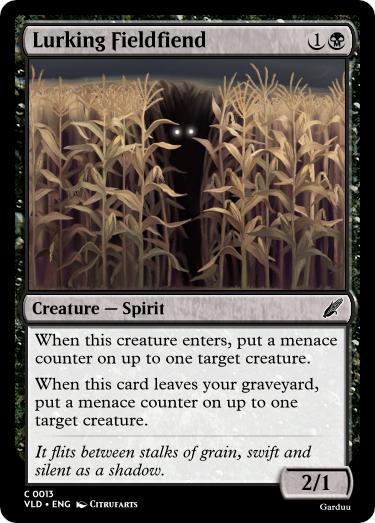 Lurking Fieldfiend 1
Creature — Spirit
When this creature enters, put a menace
counter on up to one target creature.
When this card leaves your graveyard,
put a menace counter on up to one
target creature.
It flits between stalks of grain, swift and
silent as a shadow.
2/1
C 0013
VLD • ENG Citrufarts
Garduu